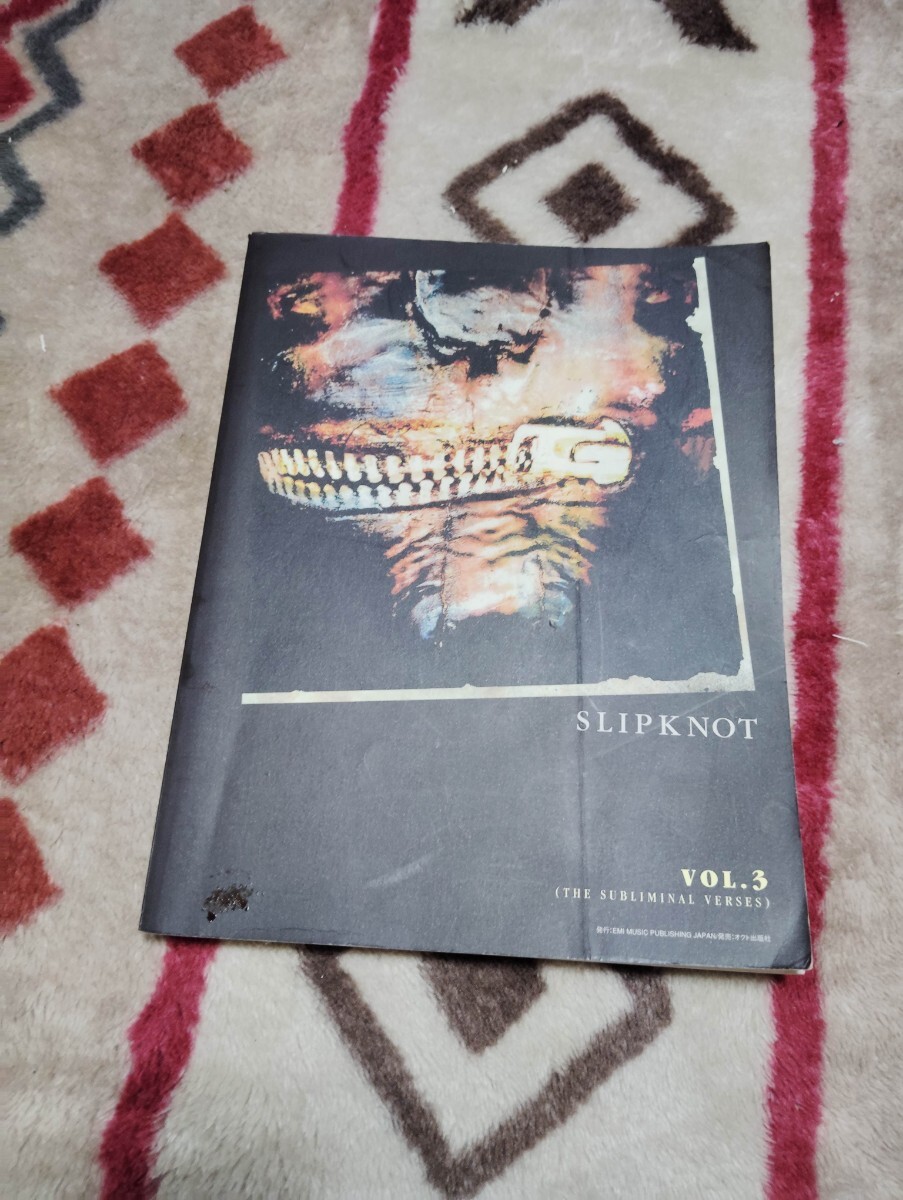 SLIPKNOT
VOL.3
(THE SUBLIMINAL VERSES)
発行:EMI MUSIC PUBLISHING JAPAN/発売:オクト出版社